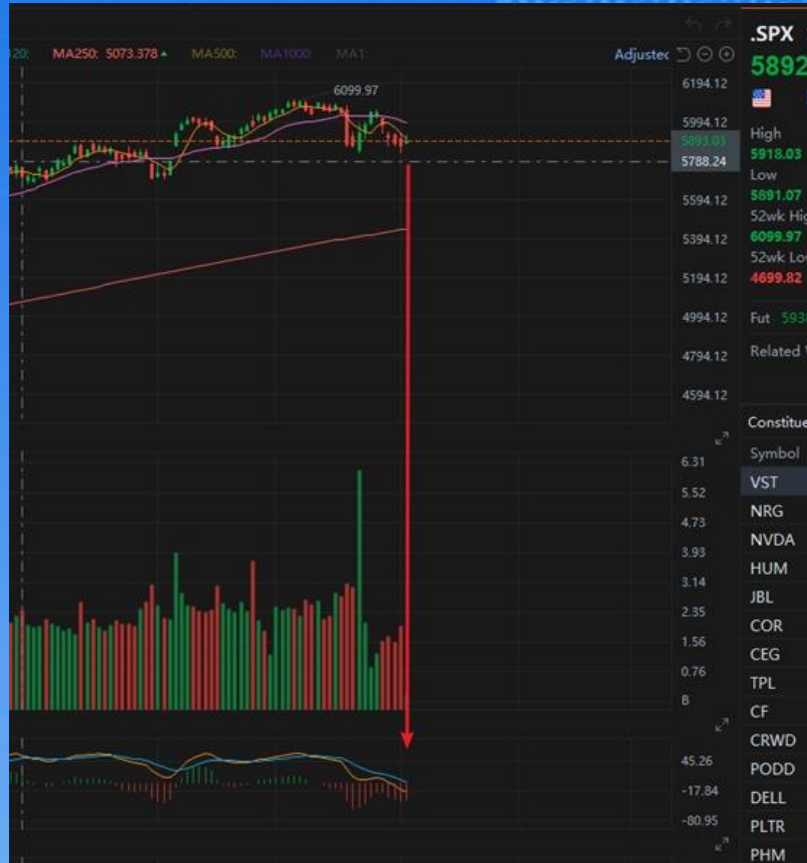 120: MA250: 5073.378 MA500: MA1000: MA1: Adjusted
6099.97
6194.12
5994.12
5893.03
5788.24
5594.12
5394.12
5194.12
4994.12
4794.12
4594.12
6.31
5.52
4.73
3.93
3.14
2.35
1.56
0.76
B
45.26
-17.84
-80.95
.SPX
5892
High
5918.03
Low
5891.07
52wk Hig
6099.97
52wk Lo
4699.82
Fut 593
Related
Constitue
Symbol
VST
NRG
NVDA
HUM
JBL
COR
CEG
TPL
CF
CRWD
PODD
DELL
PLTR
PHM